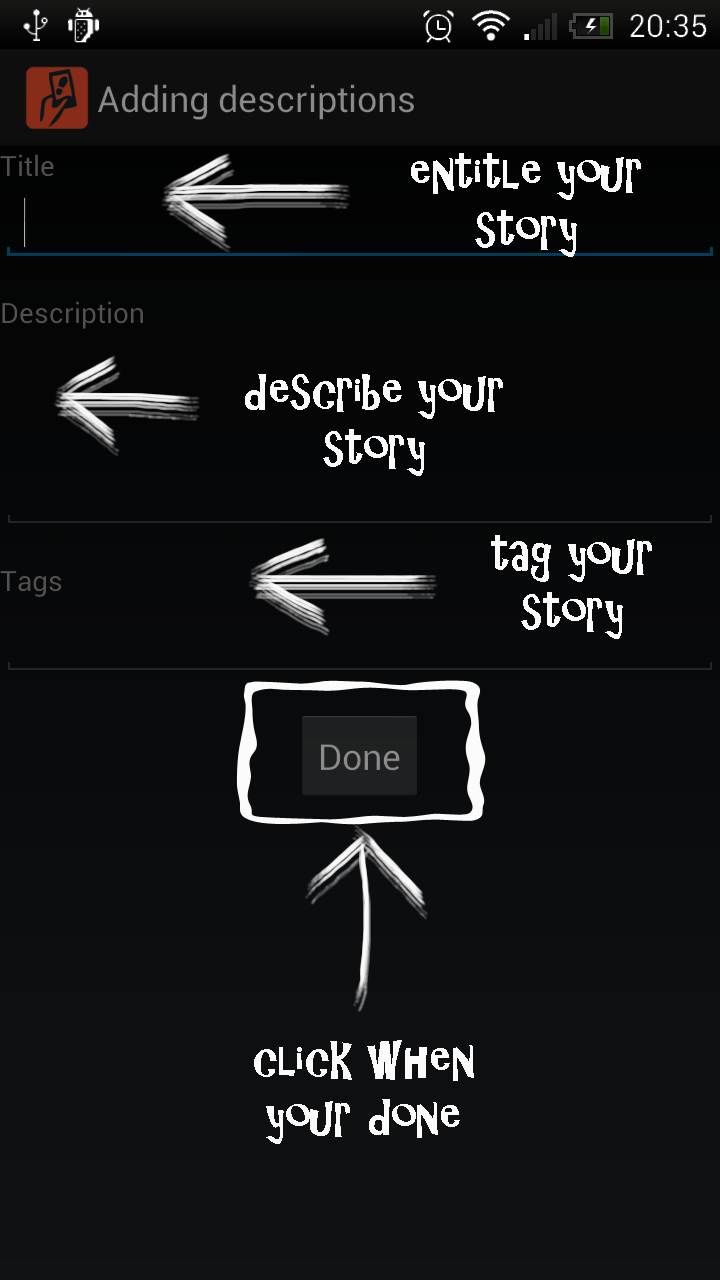 20:35
Adding descriptions
Title
entitle your
story
Description
describe your
story
Tags
tag your
story
Done
click when
your done